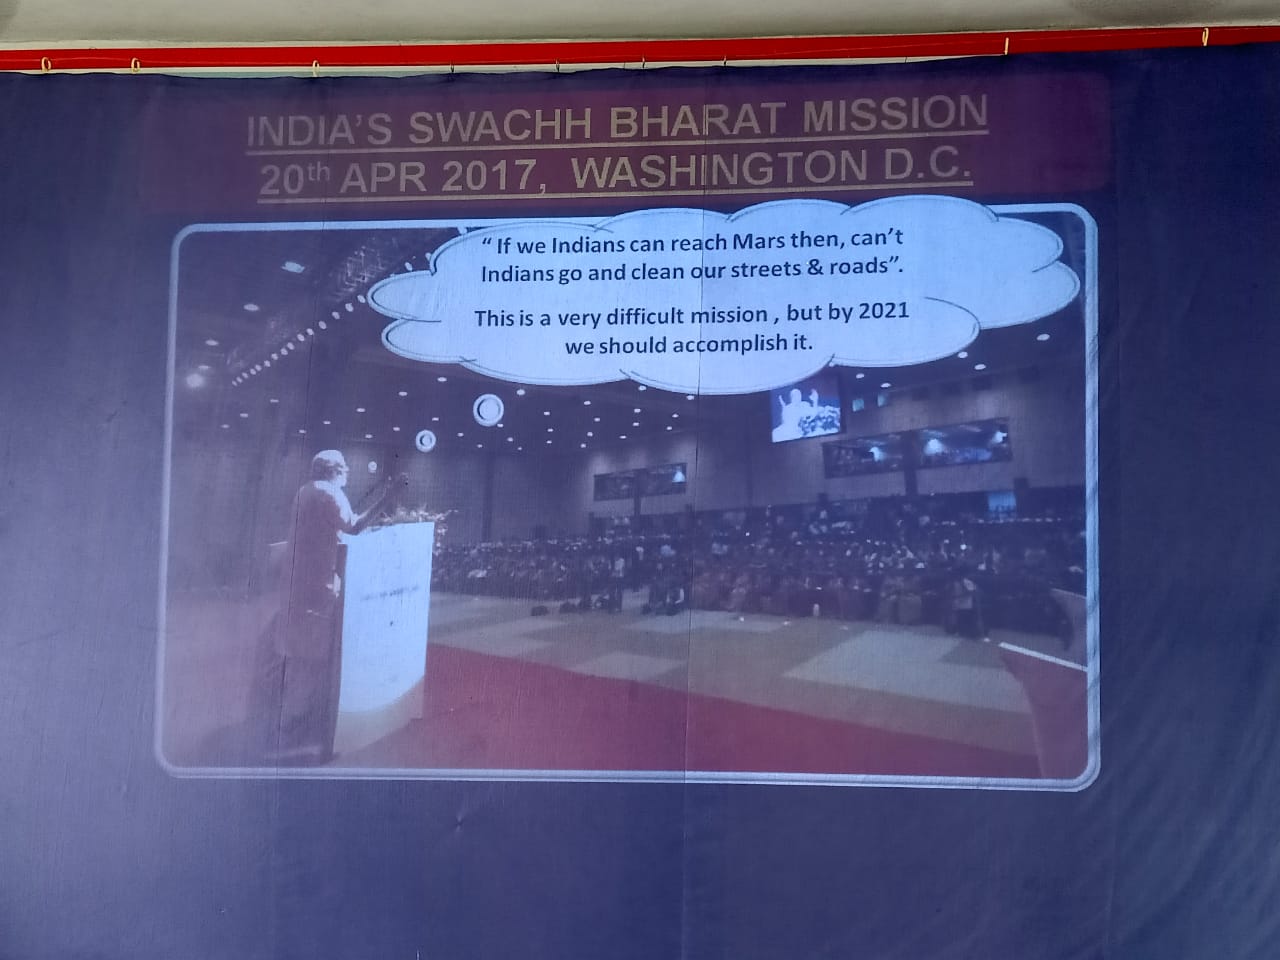 INDIA'S SWACHH BHARAT MISSION
20th APR 2017, WASHINGTON D.C.
“ If we Indians can reach Mars then, can't
Indians go and clean our streets & roads”.
This is a very difficult mission , but by 2021
we should accomplish it.